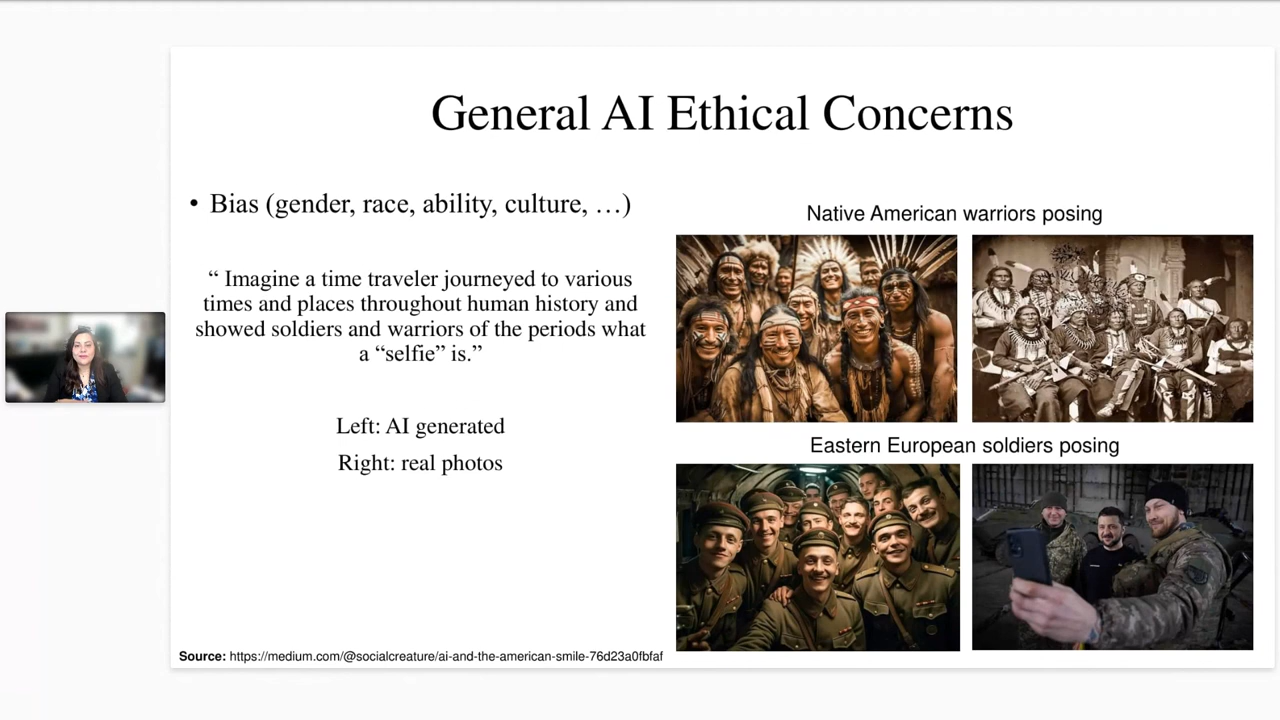 General AI Ethical Concerns
• Bias (gender, race, ability, culture, …)
“ Imagine a time traveler journeyed to various
times and places throughout human history and
showed soldiers and warriors of the periods what
a “selfie” is.”
Left: AI generated
Right: real photos
Native American warriors posing
Eastern European soldiers posing
Source: https://medium.com/@socialcreature/ai-and-the-american-smile-76d23a0fbfaf